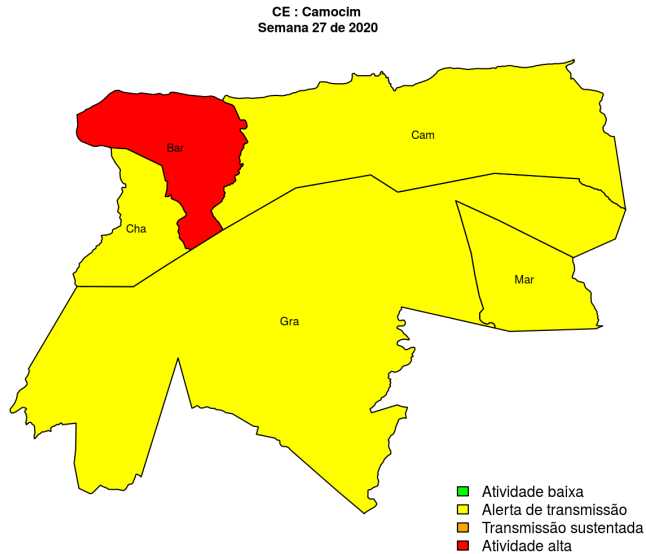 CE : Camocim
Semana 27 de 2020
Bar
Cam
Cha
Mar
Gra
Atividade baixa
Alerta de transmissão
Transmissão sustentada
Atividade alta